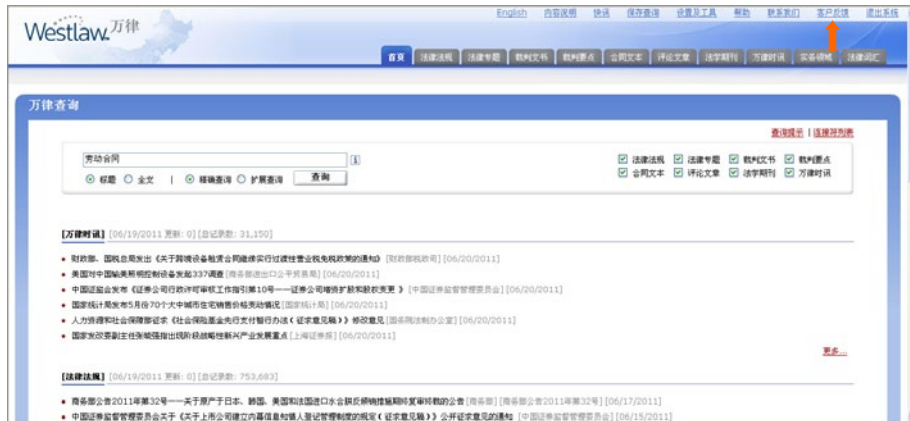 English 内容说明 快讯 保存查询 设置及工具 帮助 联系我们 客户反馈 退出系统
Westlaw 万律
首页 法律法规 法律专题 裁判文书 裁判要点 合同文本 评论文章 法学期刊 万律时讯 实务领域 法律词汇
万律查询
查询提示 | 连接符列表
劳动合同
法律法规 法律专题 裁判文书 裁判要点
标题 全文 | 精确查询 扩展查询 查询
合同文本 评论文章 法学期刊 万律时讯
[万律时讯] [06/19/2011 更新: 0] [总记录数: 31,150]
财政部、国税总局发出《关于跨境设备租赁合同继续实行过渡性营业税免税政策的通知》 [财政部税政司] [06/20/2011]
美国对中国输美照明控制设备发起337调查 [商务部进出口公平贸易局] [06/20/2011]
中国证监会发布《证券公司行政许可审核工作指引第10号——证券公司增资扩股和股权变更 》 [中国证券监督管理委员会] [06/20/2011]
国家统计局发布5月份70个大中城市住宅销售价格变动情况 [国家统计局] [06/20/2011]
人力资源和社会保障部征求《社会保险基金先行支付暂行办法(征求意见稿)》修改意见 [国务院法制办公室] [06/20/2011]
国家发改委副主任张晓强指出现阶段战略性新兴产业发展重点 [上海证券报] [06/20/2011]
更多...
[法律法规] [06/19/2011 更新: 0] [总记录数: 753,683]
商务部公告2011年第32号——关于原产于日本、韩国、美国和法国进口水合肼反倾销措施期终复审终裁的公告 [商务部] [商务部公告2011年第32号] [06/17/2011]
中国证券监督管理委员会关于《关于上市公司建立内幕信息知情人登记管理制度的规定(征求意见稿)》公开征求意见的通知 [中国证券监督管理委员会] [06/15/2011]